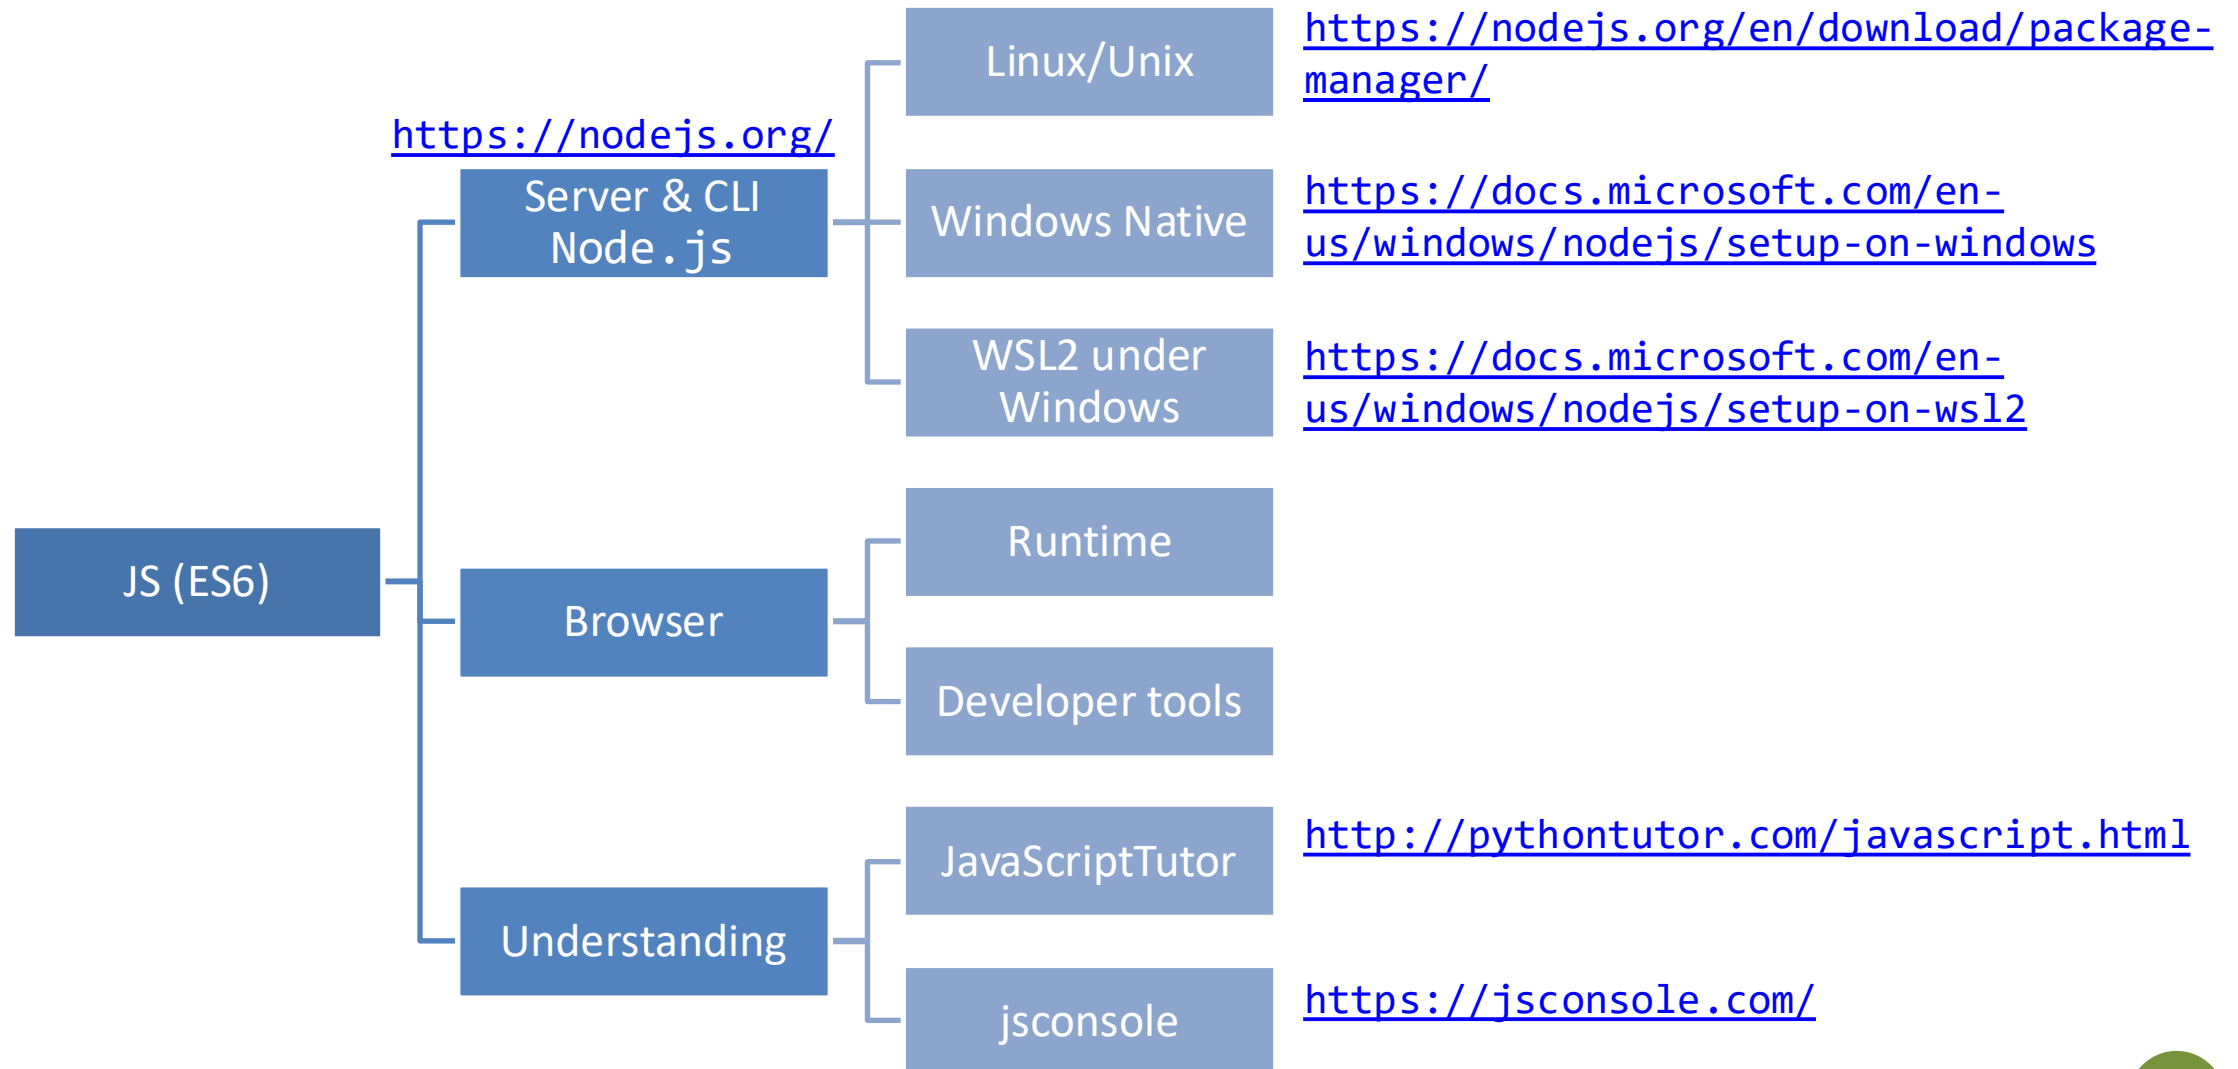 Linux/Unix
https://nodejs.org/en/download/package-
manager/
https://nodejs.org/
Server & CLI
Node.js
Windows Native
https://docs.microsoft.com/en-
us/windows/nodejs/setup-on-windows
WSL2 under
Windows
https://docs.microsoft.com/en-
us/windows/nodejs/setup-on-wsl2
JS (ES6)
Browser
Runtime
Developer tools
Understanding
JavaScriptTutor
http://pythontutor.com/javascript.html
jsconsole
https://jsconsole.com/